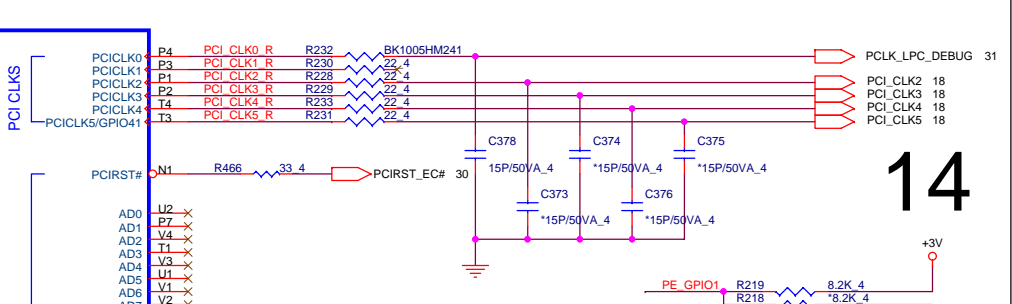 PCI CLKS
PCICLK0 P4 PCI_CLK0_R R232 BK1005HM241 PCLK_LPC_DEBUG 31
PCICLK1 P3 PCI_CLK1_R R230 22_4
PCICLK2 P1 PCI_CLK2_R R228 22_4 PCI_CLK2 18
PCICLK3 P2 PCI_CLK3_R R229 22_4 PCI_CLK3 18
PCICLK4 T4 PCI_CLK4_R R233 22_4 PCI_CLK4 18
PCICLK5/GPIO41 T3 PCI_CLK5_R R231 22_4 PCI_CLK5 18
C378 C374 C375
15P/50VA_4 *15P/50VA_4 *15P/50VA_4
PCIRST# N1 R466 33_4 PCIRST_EC# 30
14
C373 C376
*15P/50VA_4 *15P/50VA_4
AD0 U2
AD1 P7
AD2 V4
AD3 T1
AD4 V3
AD5 U1
AD6 V1
V2
+3V
PE_GPIO1 R219 8.2K_4
R218 *8.2K_4